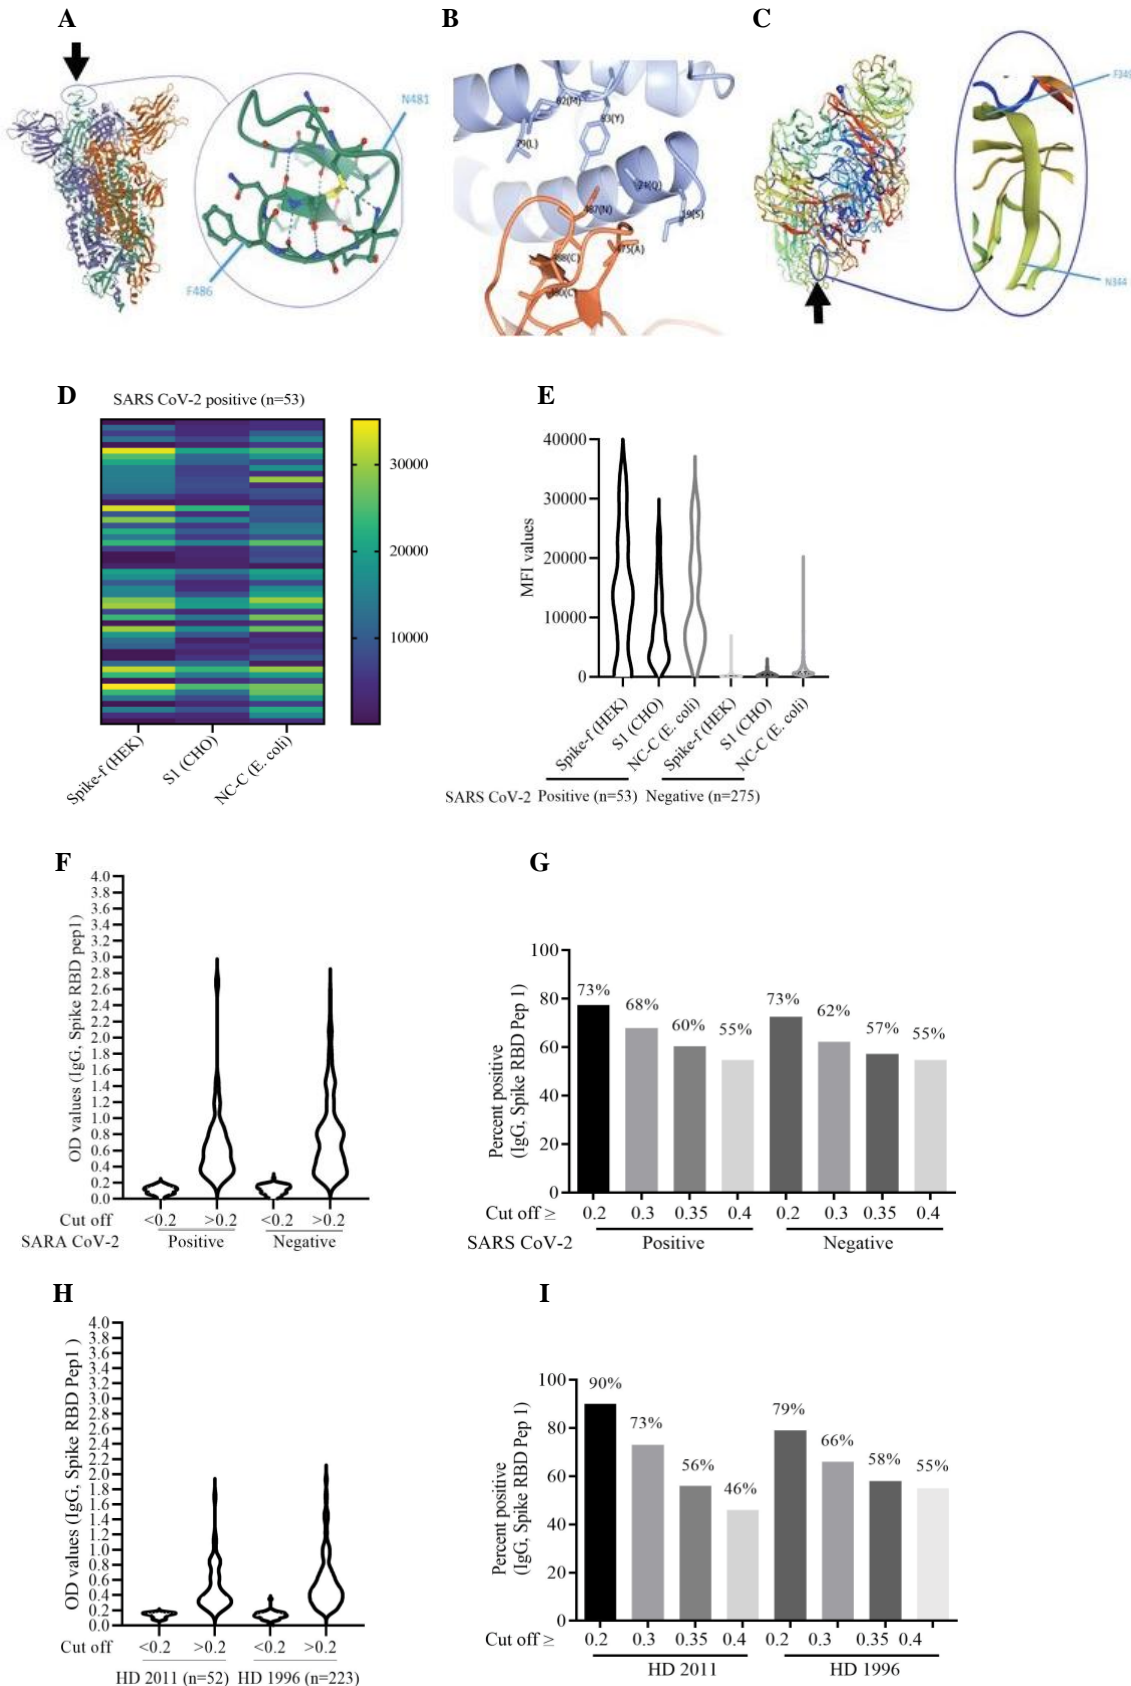 A
B
C
N481
F486
82(M)
83(Y)
79(L)
24(Q)
19(S)
487(N)
475(A)
488(C)
480(C)
F349
N344
D
SARS CoV-2 positive (n=53)
30000
20000
10000
Spike-f (HEK)
S1 (CHO)
NC-C (E. coli)
E
MFI values
40000
30000
20000
10000
0
Spike-f (HEK)
S1 (CHO)
NC-C (E. coli)
Spike-f (HEK)
S1 (CHO)
NC-C (E. coli)
SARS CoV-2 Positive (n=53) Negative (n=275)
F
OD values (IgG, Spike RBD pep1)
4.0
3.8
3.6
3.4
3.2
3.0
2.8
2.6
2.4
2.2
2.0
1.8
1.6
1.4
1.2
1.0
0.8
0.6
0.4
0.2
0.0
Cut off <0.2 >0.2 <0.2 >0.2
SARA CoV-2 Positive Negative
G
Percent positive
(IgG, Spike RBD Pep 1)
100
80
60
40
20
0
73% 68% 60% 55% 73% 62% 57% 55%
Cut off ≥ 0.2 0.3 0.35 0.4 0.2 0.3 0.35 0.4
SARS CoV-2 Positive Negative
H
OD values (IgG, Spike RBD Pep1 )
4.0
3.8
3.6
3.4
3.2
3.0
2.8
2.6
2.4
2.2
2.0
1.8
1.6
1.4
1.2
1.0
0.8
0.6
0.4
0.2
0.0
Cut off <0.2 >0.2 <0.2 >0.2
HD 2011 (n=52) HD 1996 (n=223)
I
Percent positive
(IgG, Spike RBD Pep 1)
100
80
60
40
20
0
90% 73% 56% 46% 79% 66% 58% 55%
Cut off ≥ 0.2 0.3 0.35 0.4 0.2 0.3 0.35 0.4
HD 2011 HD 1996